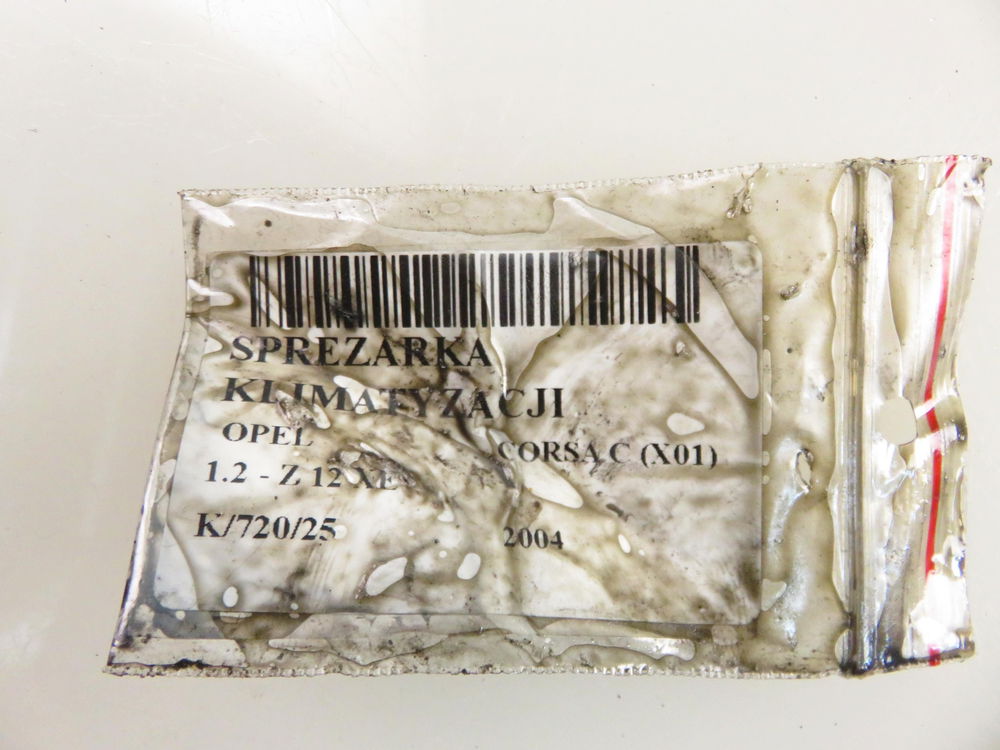 SPREZARKA
KLIMATYZACJI
OPEL CORSA C (X01)
1.2 - Z 12 XE
K/720/25 2004